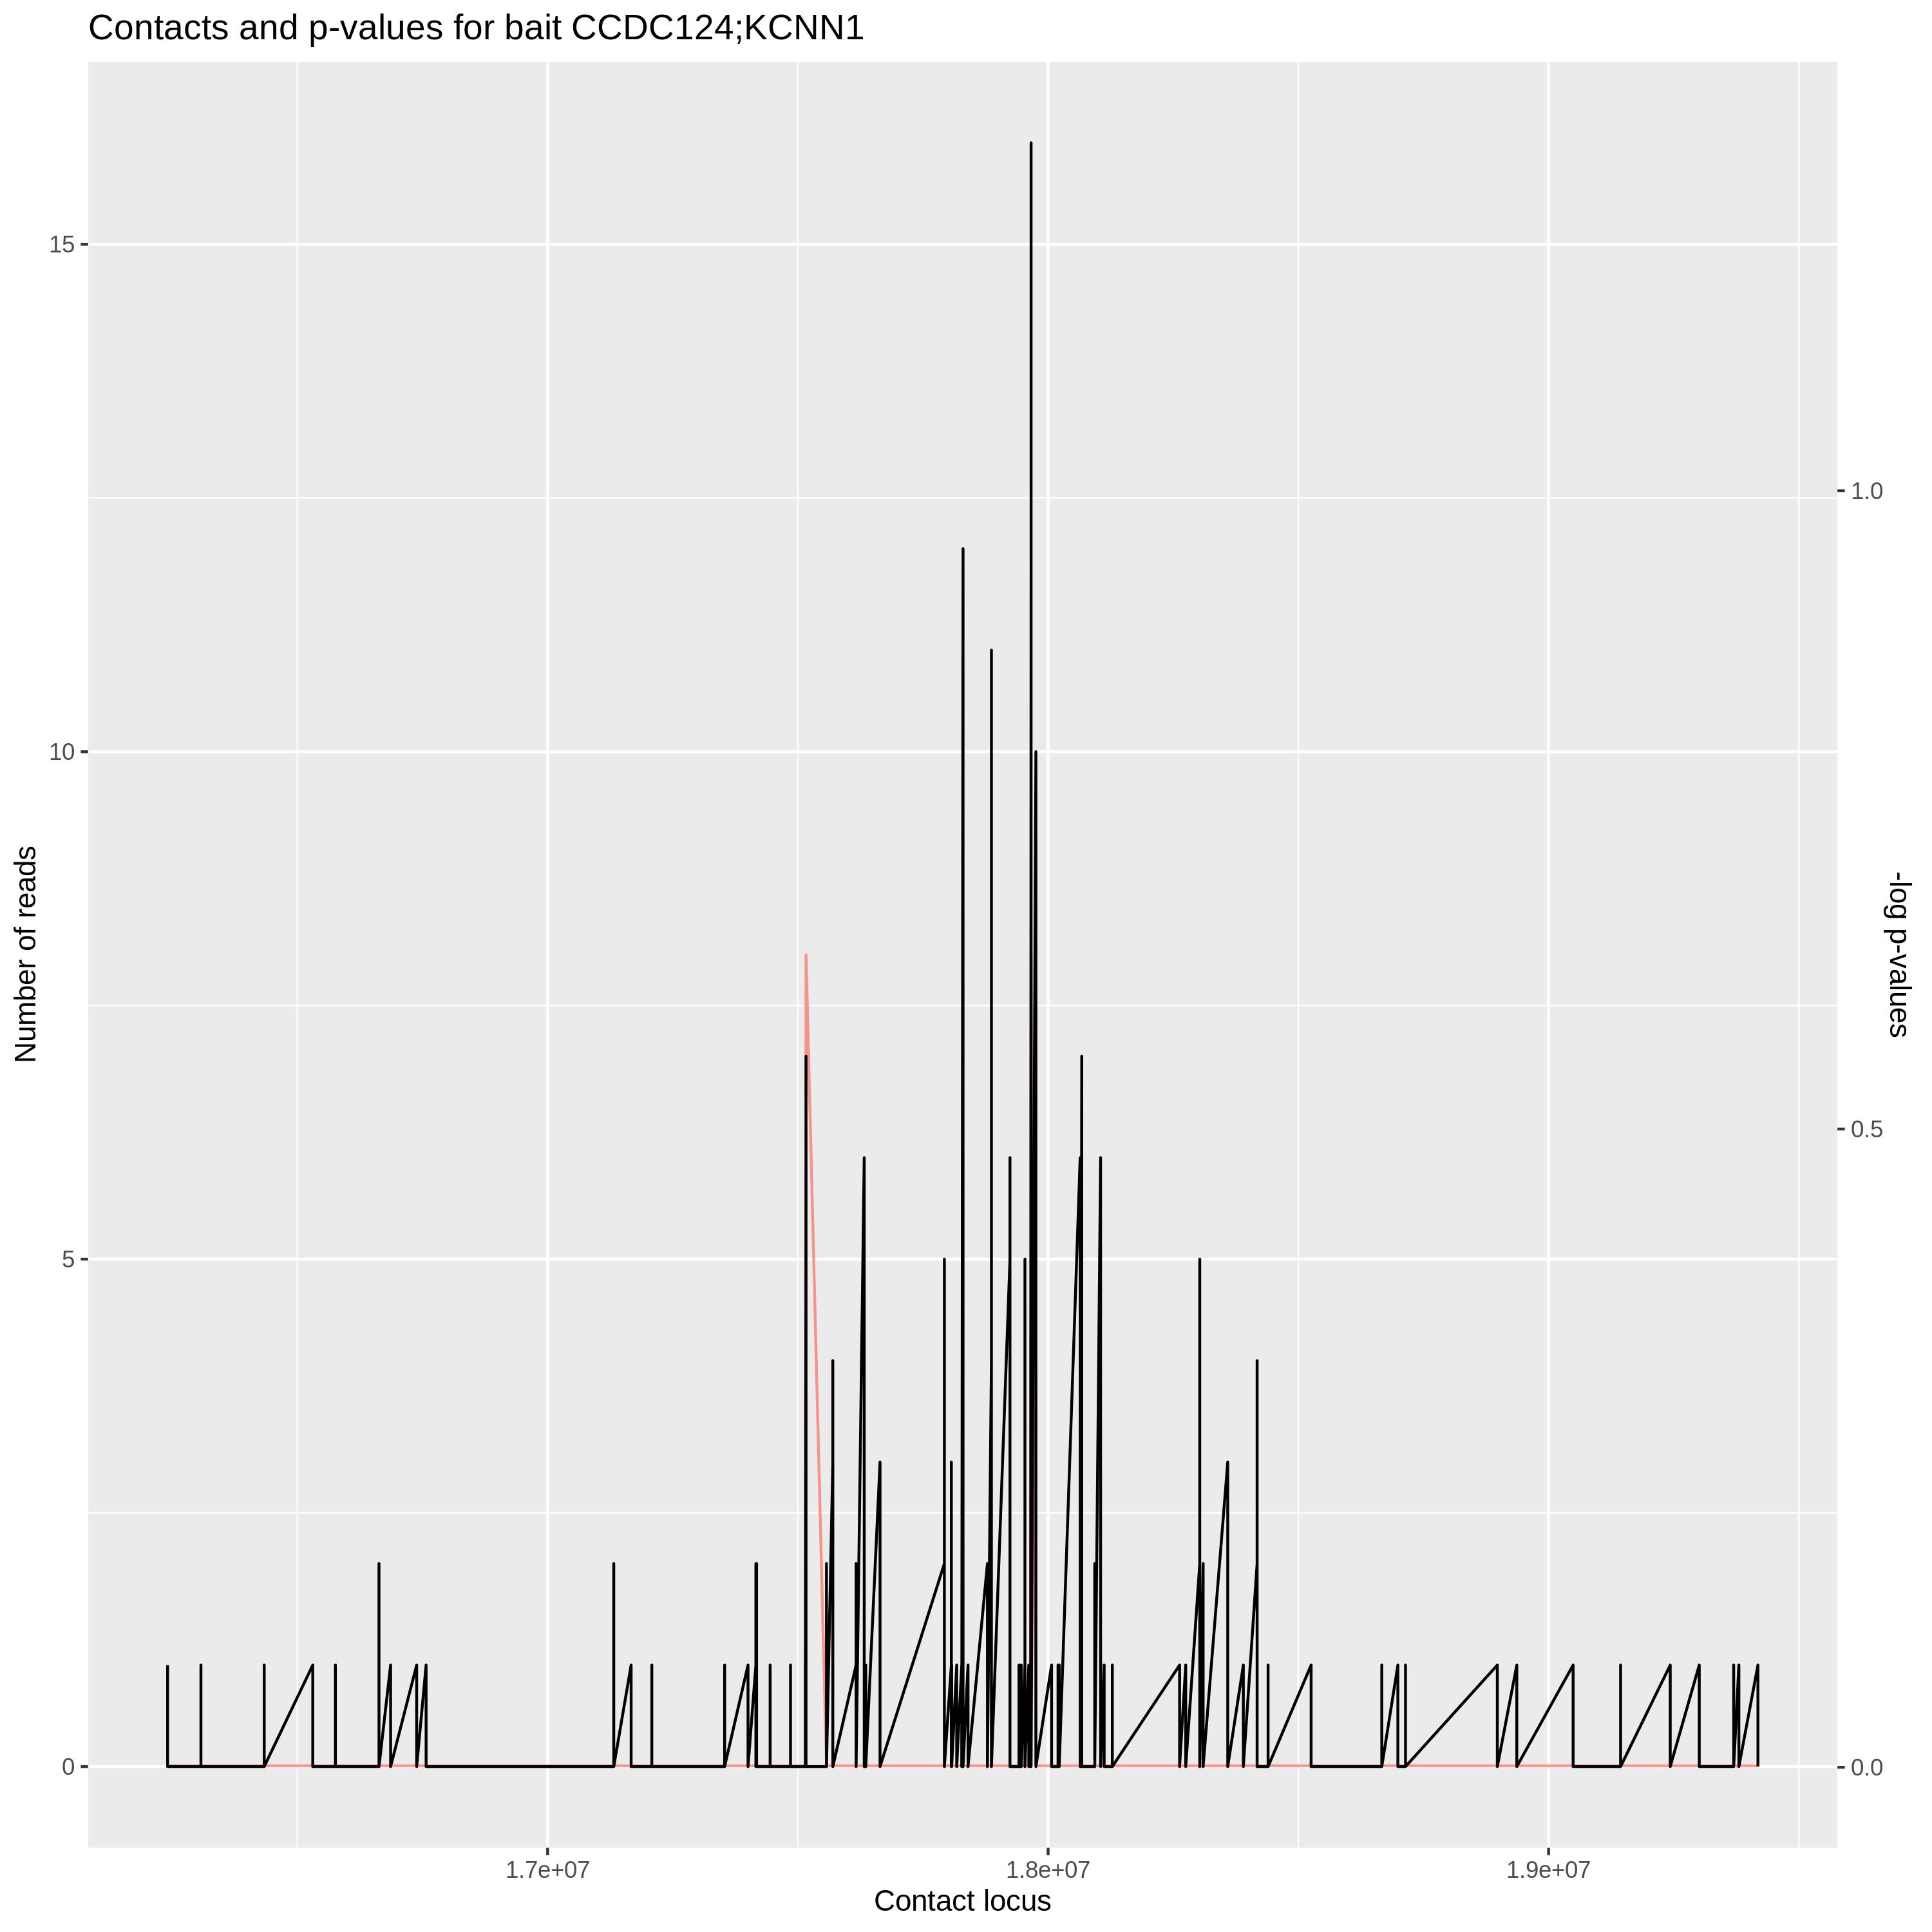 Contacts and p-values for bait CCDC124;KCNN1
15
10
5
0
Number of reads
1.0
0.5
0.0
-log p-values
1.7e+07
1.8e+07
1.9e+07
Contact locus